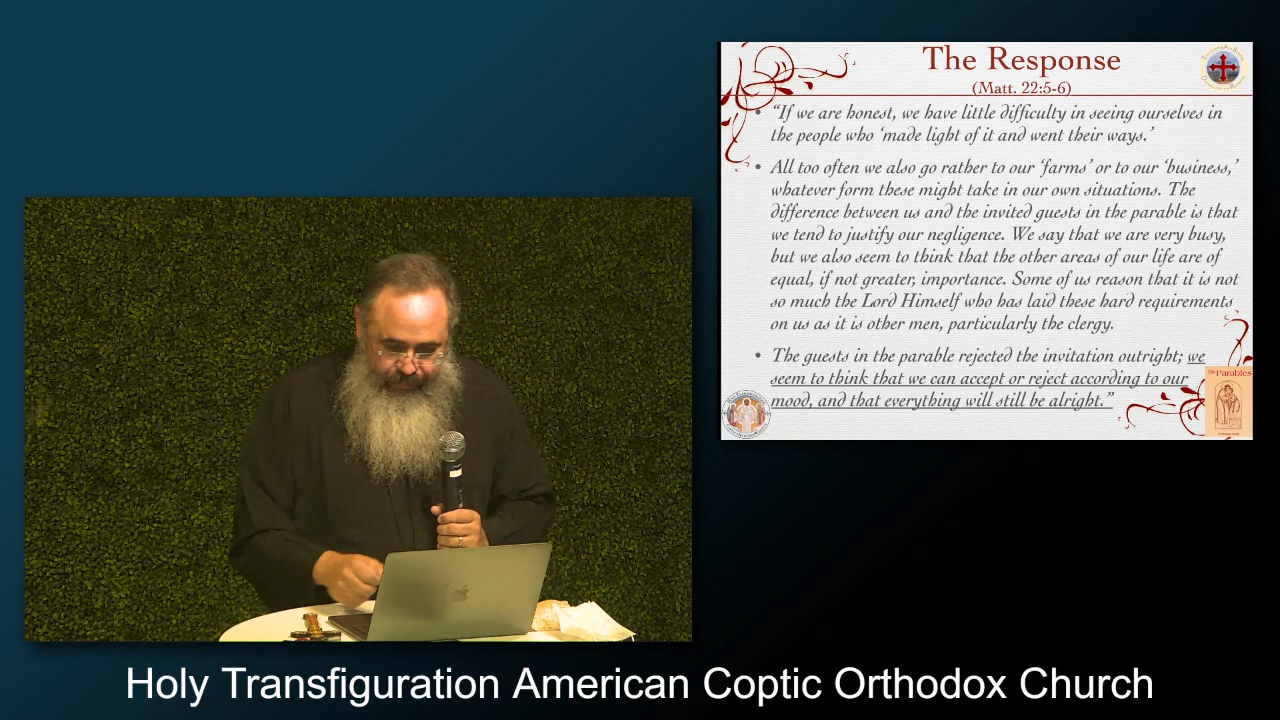 The Response
(Matt. 22:5-6)
• “If we are honest, we have little difficulty in seeing ourselves in
the people who ‘made light of it and went their ways.’
• All too often we also go rather to our ‘farms’ or to our ‘business,’
whatever form these might take in our own situations. The
difference between us and the invited guests in the parable is that
we tend to justify our negligence. We say that we are very busy,
but we also seem to think that the other areas of our life are of
equal, if not greater, importance. Some of us reason that it is not
so much the Lord Himself who has laid these hard requirements
on us as it is other men, particularly the clergy.
• The guests in the parable rejected the invitation outright; we
seem to think that we can accept or reject according to our
mood, and that everything will still be alright.”
The Parables
Holy Transfiguration American Coptic Orthodox Church